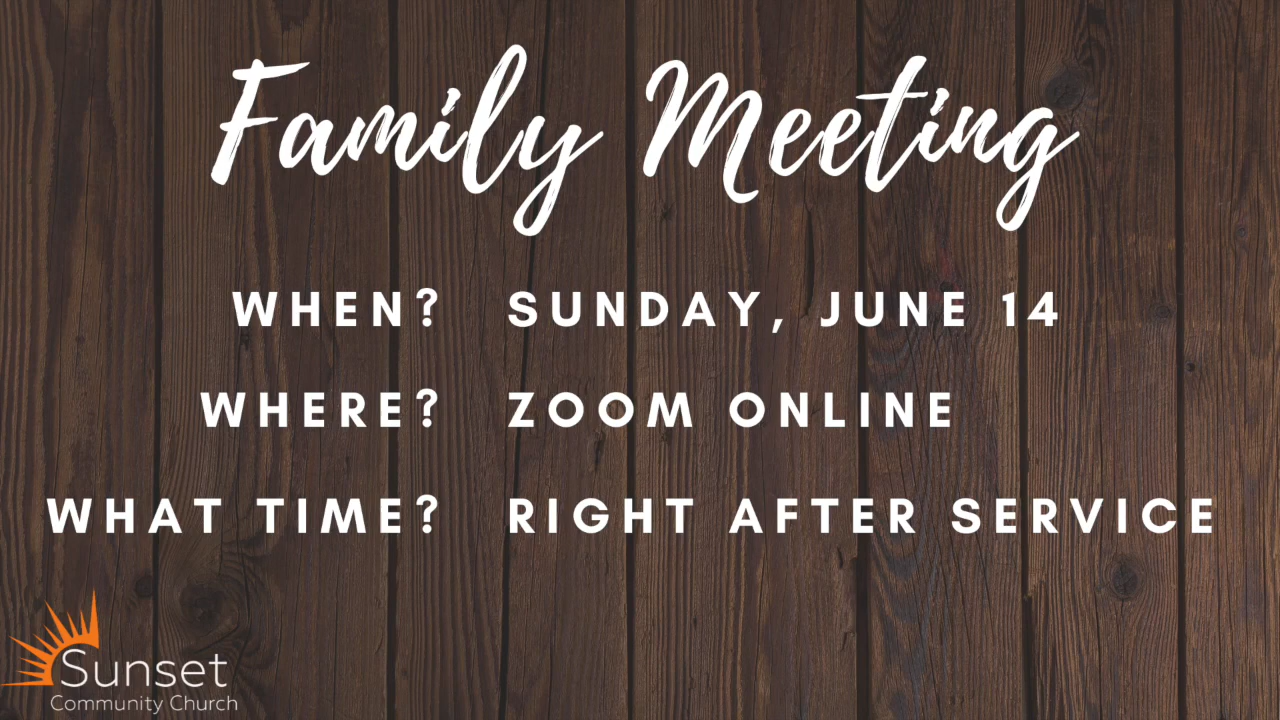 Family Meeting
WHEN? SUNDAY, JUNE 14
WHERE? ZOOM ONLINE
WHAT TIME? RIGHT AFTER SERVICE
Sunset
Community Church